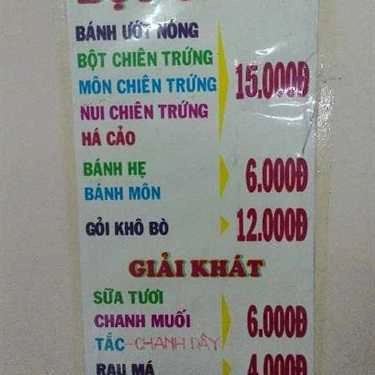 BÁNH ƯỚT NÓNG
BỘT CHIÊN TRỨNG
MÔN CHIÊN TRỨNG
NUI CHIÊN TRỨNG
HÁ CẢO
15.000Đ
BÁNH HẸ
BÁNH MÔN
6.000Đ
GỎI KHÔ BÒ
12.000Đ
GIẢI KHÁT
SỮA TƯƠI
CHANH MUỐI
TẮC - CHANH DÂY
6.000Đ
RAU MÁ
4.000Đ